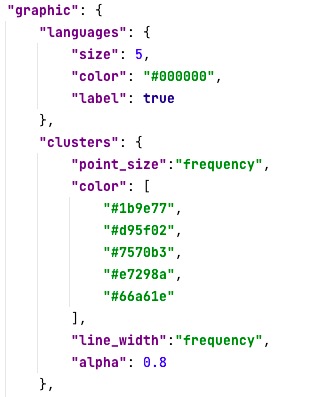 "graphic": {
    "languages": {
        "size": 5,
        "color": "#000000",
        "label": true
    },
    "clusters": {
        "point_size":"frequency",
        "color": [
            "#1b9e77",
            "#d95f02",
            "#7570b3",
            "#e7298a",
            "#66a61e"
        ],
        "line_width":"frequency",
        "alpha": 0.8
    },